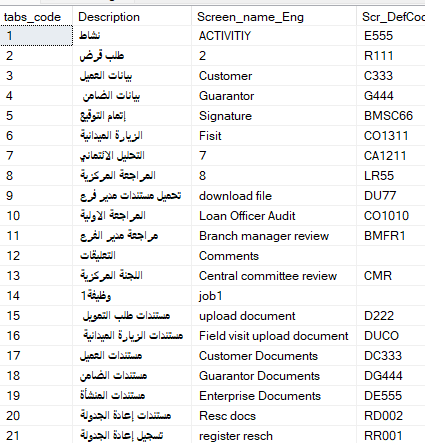 tabs_code Description Screen_name_Eng Scr_DefCod
1 نشاط ACTIVITIY E555
2 طلب قرض 2 R111
3 بيانات العميل Customer C333
4 بيانات الضامن Guarantor G444
5 إتمام التوقيع Signature BMSC66
6 الزيارة الميدانية Fisit CO1311
7 التحليل الائتماني 7 CA1211
8 المراجعة المركزية 8 LR55
9 تحميل مستندات مدير فرع download file DU77
10 المراجعة الاولية Loan Officer Audit CO1010
11 مراجعة مدير الفرع Branch manager review BMFR1
12 التعليقات Comments
13 اللجنة المركزية Central committee review CMR
14 وظيفة1 job1
15 مستندات طلب التمويل upload document D222
16 مستندات الزيارة الميدانية Field visit upload document DUCO
17 مستندات العميل Customer Documents DC333
18 مستندات الضامن Guarantor Documents DG444
19 مستندات المنشأة Enterprise Documents DE555
20 مستندات إعادة الجدولة Resc docs RD002
21 تسجيل إعادة الجدولة register resch RR001